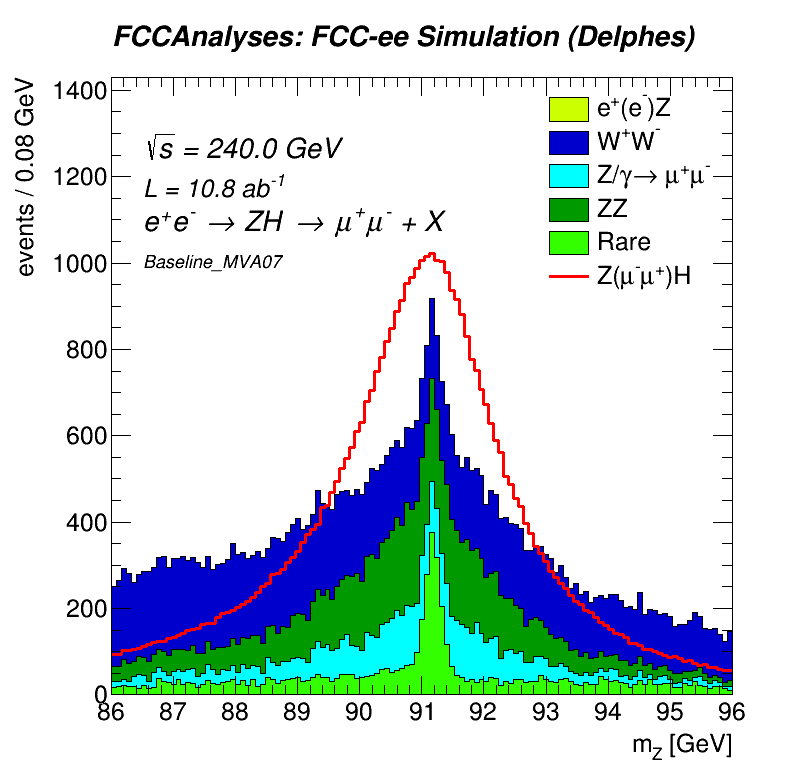 FCCAnalyses: FCC-ee Simulation (Delphes)
events / 0.08 GeV
1400
1200
1000
800
600
400
200
0
√s = 240.0 GeV
L = 10.8 ab⁻¹
e⁺e⁻ → ZH → μ⁺μ⁻ + X
Baseline_MVA07
e⁺(e⁻)Z
W⁺W⁻
Z/γ→ μ⁺μ⁻
ZZ
Rare
Z(μ⁻μ⁺)H
86 87 88 89 90 91 92 93 94 95 96
m_Z [GeV]